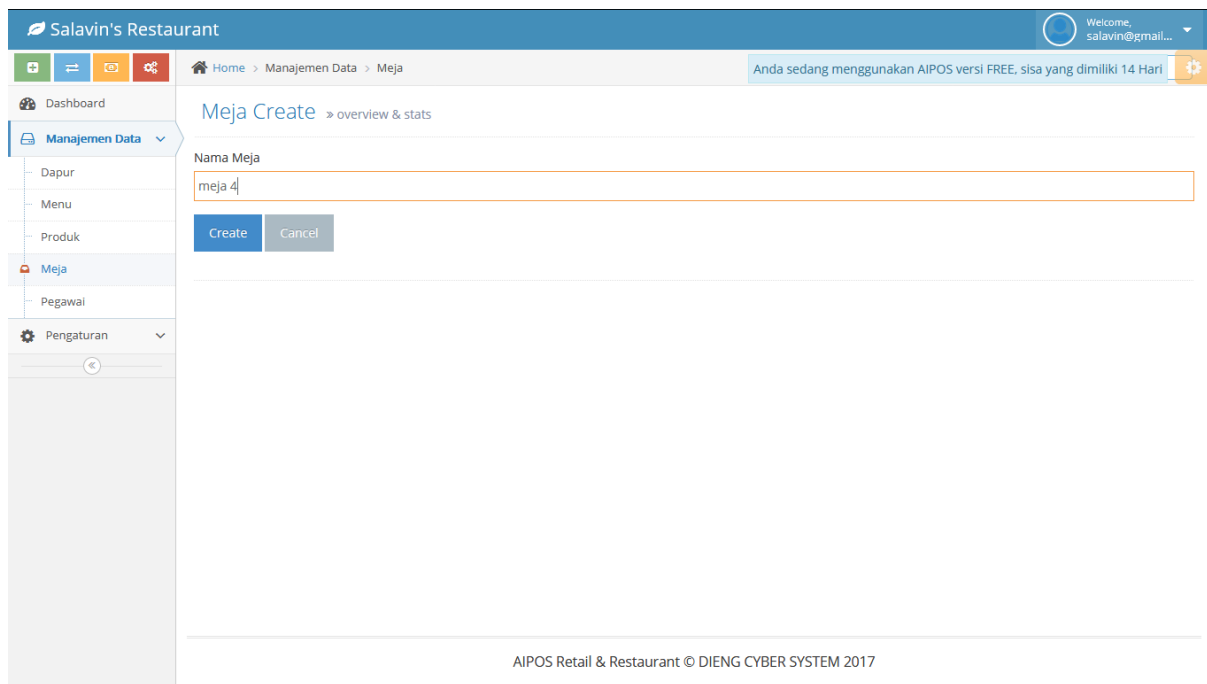 Salavin's Restaurant
Welcome,
salavin@gmail...
Home > Manajemen Data > Meja
Anda sedang menggunakan AIPOS versi FREE, sisa yang dimiliki 14 Hari
Dashboard
Manajemen Data
Dapur
Menu
Produk
Meja
Pegawai
Pengaturan
Meja Create » overview & stats
Nama Meja
meja 4
Create Cancel
AIPOS Retail & Restaurant © DIENG CYBER SYSTEM 2017